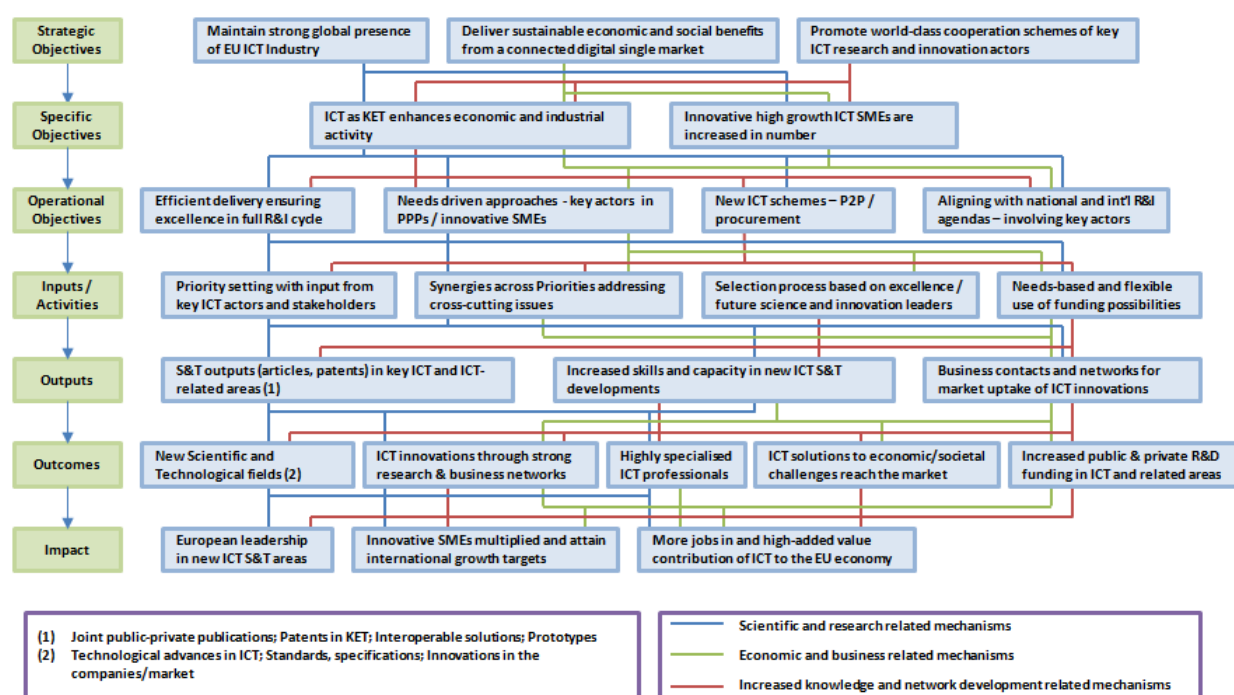 Strategic
Objectives
Maintain strong global presence
of EU ICT Industry
Deliver sustainable economic and social benefits
from a connected digital single market
Promote world-class cooperation schemes of key
ICT research and innovation actors
Specific
Objectives
ICT as KET enhances economic and industrial
activity
Innovative high growth ICT SMEs are
increased in number
Operational
Objectives
Efficient delivery ensuring
excellence in full R&I cycle
Needs driven approaches - key actors in
PPPs / innovative SMEs
New ICT schemes – P2P /
procurement
Aligning with national and int'l R&I
agendas – involving key actors
Inputs /
Activities
Priority setting with input from
key ICT actors and stakeholders
Synergies across Priorities addressing
cross-cutting issues
Selection process based on excellence /
future science and innovation leaders
Needs-based and flexible
use of funding possibilities
Outputs
S&T outputs (articles, patents) in key ICT and ICT-
related areas (1)
Increased skills and capacity in new ICT S&T
developments
Business contacts and networks for
market uptake of ICT innovations
Outcomes
New Scientific and
Technological fields (2)
ICT innovations through strong
research & business networks
Highly specialised
ICT professionals
ICT solutions to economic/societal
challenges reach the market
Increased public & private R&D
funding in ICT and related areas
Impact
European leadership
in new ICT S&T areas
Innovative SMEs multiplied and attain
international growth targets
More jobs in and high-added value
contribution of ICT to the EU economy
(1) Joint public-private publications; Patents in KET; Interoperable solutions; Prototypes
(2) Technological advances in ICT; Standards, specifications; Innovations in the
companies/market
Scientific and research related mechanisms
Economic and business related mechanisms
Increased knowledge and network development related mechanisms